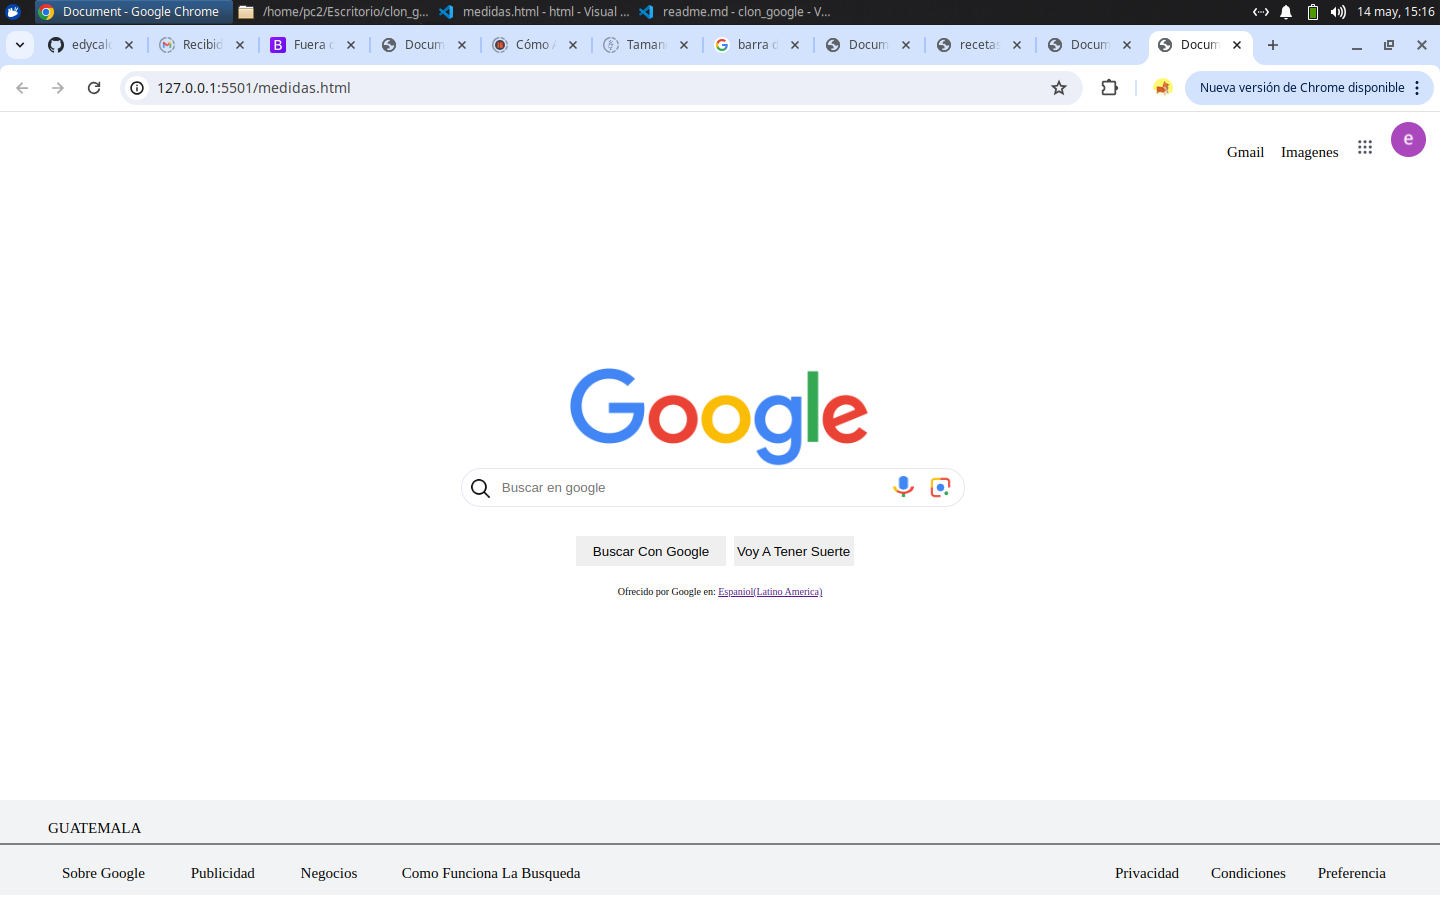 Document - Google Chrome
/home/pc2/Escritorio/clon_g...
medidas.html - html - Visual ...
readme.md - clon_google - V...
14 may, 15:16
edycalo
Recibid
B
Fuera d
Docum
Cómo
Taman
barra d
Docum
recetas
Docum
Docum
127.0.0.1:5501/medidas.html
Nueva versión de Chrome disponible
Gmail
Imagenes
e
Google
Buscar en google
Buscar Con Google
Voy A Tener Suerte
Ofrecido por Google en: Espaniol(Latino America)
GUATEMALA
Sobre Google
Publicidad
Negocios
Como Funciona La Busqueda
Privacidad
Condiciones
Preferencia